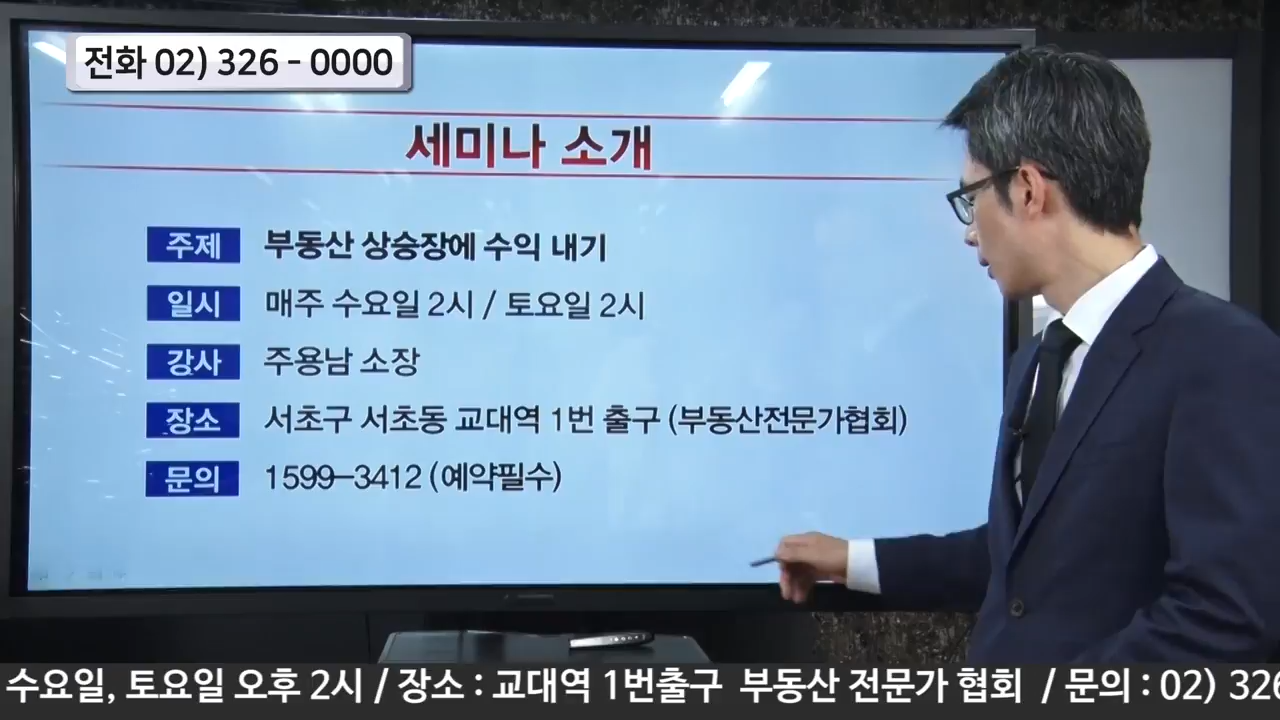 전화 02) 326 - 0000
세미나 소개
주제 부동산 상승장에 수익 내기
일시 매주 수요일 2시 / 토요일 2시
강사 주용남 소장
장소 서초구 서초동 교대역 1번 출구 (부동산전문가협회)
문의 1599-3412 (예약필수)
수요일, 토요일 오후 2시 / 장소 : 교대역 1번출구 부동산 전문가 협회 / 문의 : 02) 326